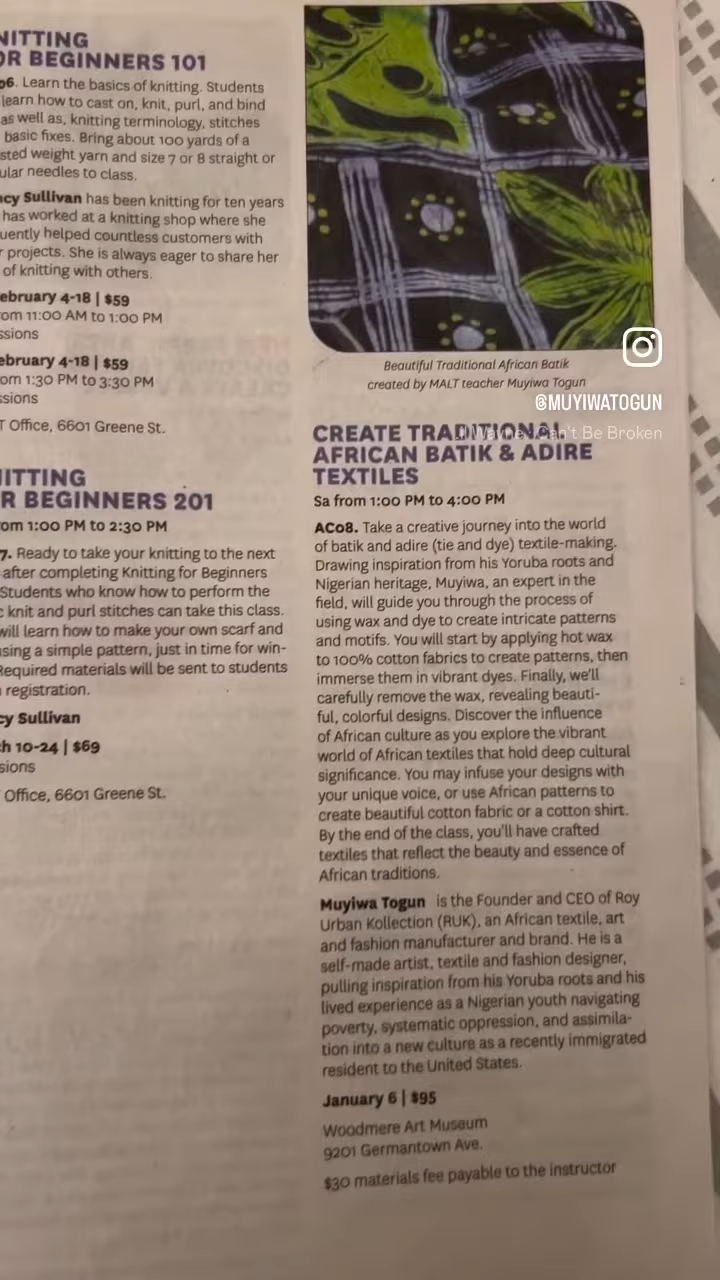 NITTING
OR BEGINNERS 101
06. Learn the basics of knitting. Students
learn how to cast on, knit, purl, and bind
as well as, knitting terminology, stitches
basic fixes. Bring about 100 yards of a
sted weight yarn and size 7 or 8 straight or
ular needles to class.
ncy Sullivan has been knitting for ten years
has worked at a knitting shop where she
uently helped countless customers with
r projects. She is always eager to share her
of knitting with others.
ebruary 4-18 | $59
om 11:00 AM to 1:00 PM
ssions
ebruary 4-18 | $59
om 1:30 PM to 3:30 PM
ssions
T Office, 6601 Greene St.
NITTING
R BEGINNERS 201
om 1:00 PM to 2:30 PM
7. Ready to take your knitting to the next
after completing Knitting for Beginners
Students who know how to perform the
c knit and purl stitches can take this class.
will learn how to make your own scarf and
using a simple pattern, just in time for win-
Required materials will be sent to students
registration.
cy Sullivan
ch 10-24 | $69
sions
Office, 6601 Greene St.
Beautiful Traditional African Batik
created by MALT teacher Muyiwa Togun
@MUYIWATOGUN
Can't Be Broken
CREATE TRADITIONAL
AFRICAN BATIK & ADIRE
TEXTILES
Sa from 1:00 PM to 4:00 PM
AC08. Take a creative journey into the world
of batik and adire (tie and dye) textile-making.
Drawing inspiration from his Yoruba roots and
Nigerian heritage, Muyiwa, an expert in the
field, will guide you through the process of
using wax and dye to create intricate patterns
and motifs. You will start by applying hot wax
to 100% cotton fabrics to create patterns, then
immerse them in vibrant dyes. Finally, we'll
carefully remove the wax, revealing beauti-
ful, colorful designs. Discover the influence
of African culture as you explore the vibrant
world of African textiles that hold deep cultural
significance. You may infuse your designs with
your unique voice, or use African patterns to
create beautiful cotton fabric or a cotton shirt.
By the end of the class, you'll have crafted
textiles that reflect the beauty and essence of
African traditions.
Muyiwa Togun is the Founder and CEO of Roy
Urban Kollection (RUK), an African textile, art
and fashion manufacturer and brand. He is a
self-made artist, textile and fashion designer,
pulling inspiration from his Yoruba roots and his
lived experience as a Nigerian youth navigating
poverty, systematic oppression, and assimila-
tion into a new culture as a recently immigrated
resident to the United States.
January 6 | $95
Woodmere Art Museum
9201 Germantown Ave.
$30 materials fee payable to the instructor